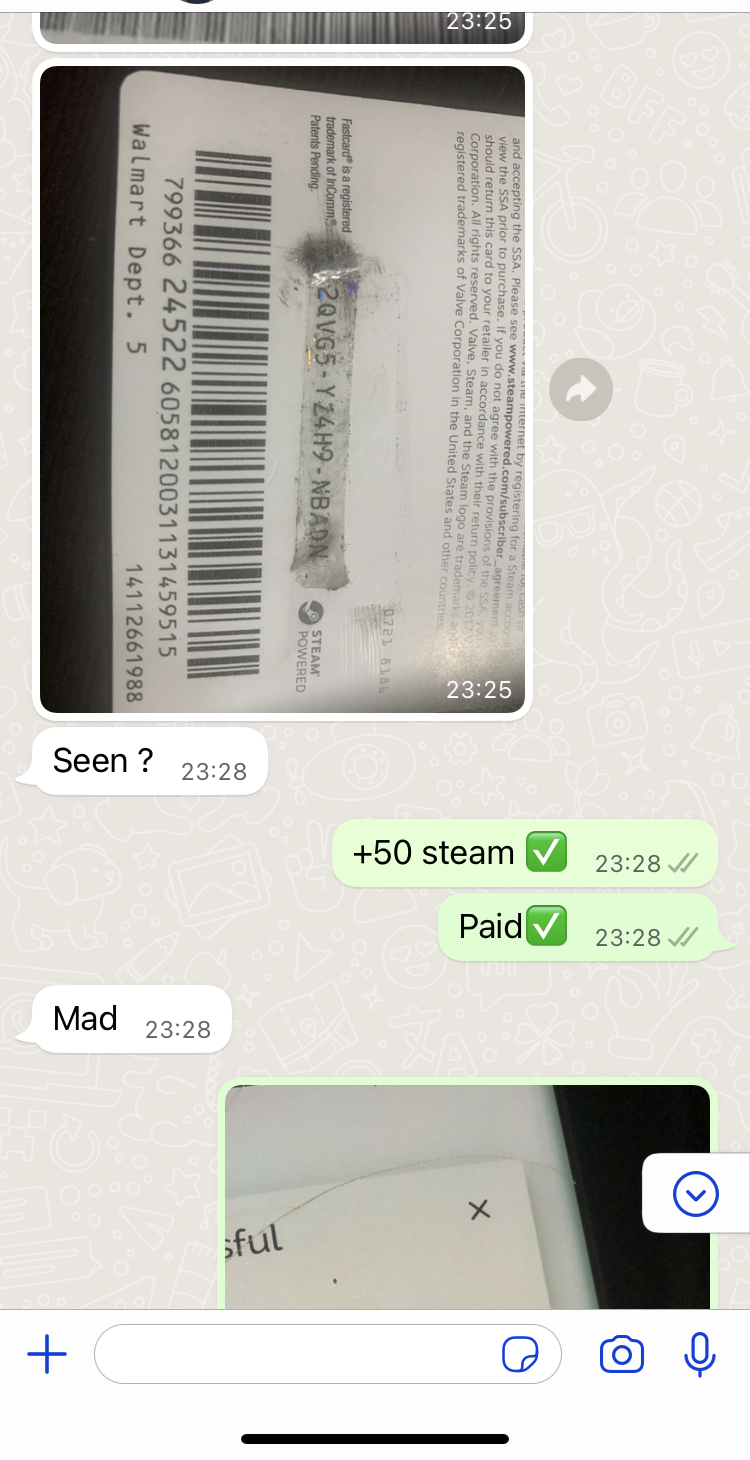 23:25
Fastcard® is a registered
trademark of InComm.®
Patents Pending.
and accepting the SSA. Please see www.steampowered.com/subscriber_agreement to
view the SSA prior to purchase. If you do not agree with the provisions of the SSA, you
should return this card to your retailer in accordance with their return policy. © 2017 V
Corporation. All rights reserved. Valve, Steam, and the Steam logo are trademarks and/or
registered trademarks of Valve Corporation in the United States and other countries.
2QVG5-YZ4H9-NBADN
STEAM
POWERED
799366 24522 6058120031131459515
Walmart Dept. 5
14112661988
23:25
Seen ? 23:28
+50 steam ✅ 23:28
Paid✅ 23:28
Mad 23:28
sful
×